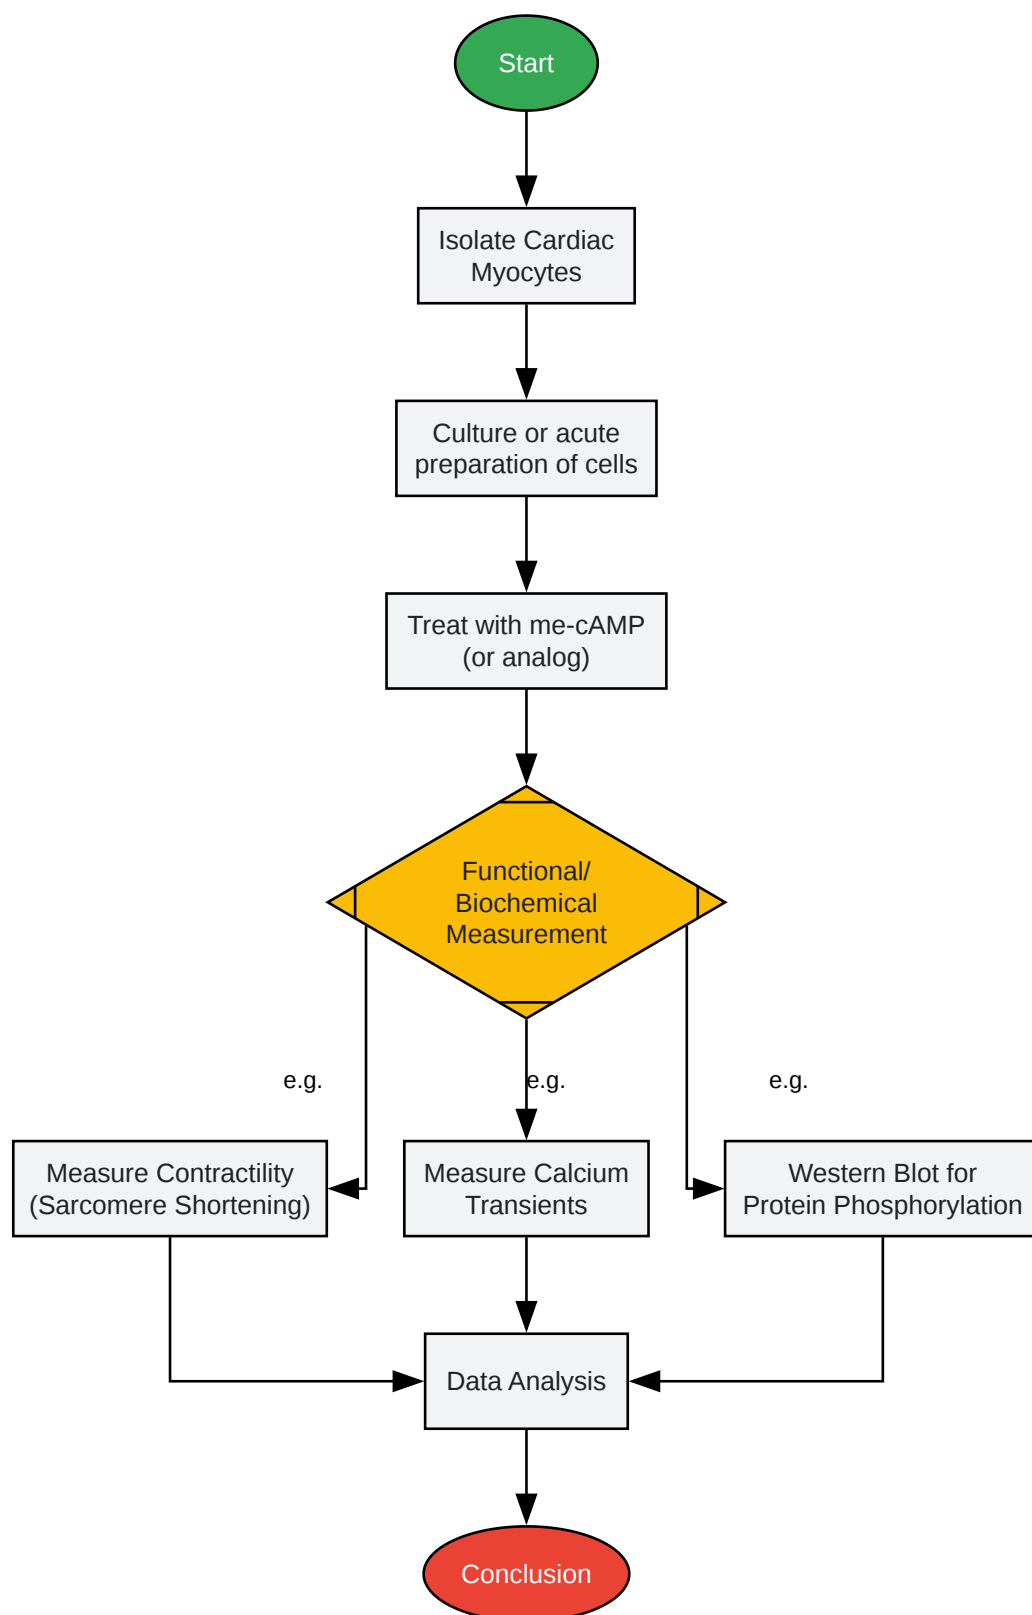 Start
Isolate Cardiac
Myocytes
Culture or acute
preparation of cells
Treat with me-cAMP
(or analog)
Functional/
Biochemical
Measurement
e.g.
e.g.
e.g.
Measure Contractility
(Sarcomere Shortening)
Measure Calcium
Transients
Western Blot for
Protein Phosphorylation
Data Analysis
Conclusion